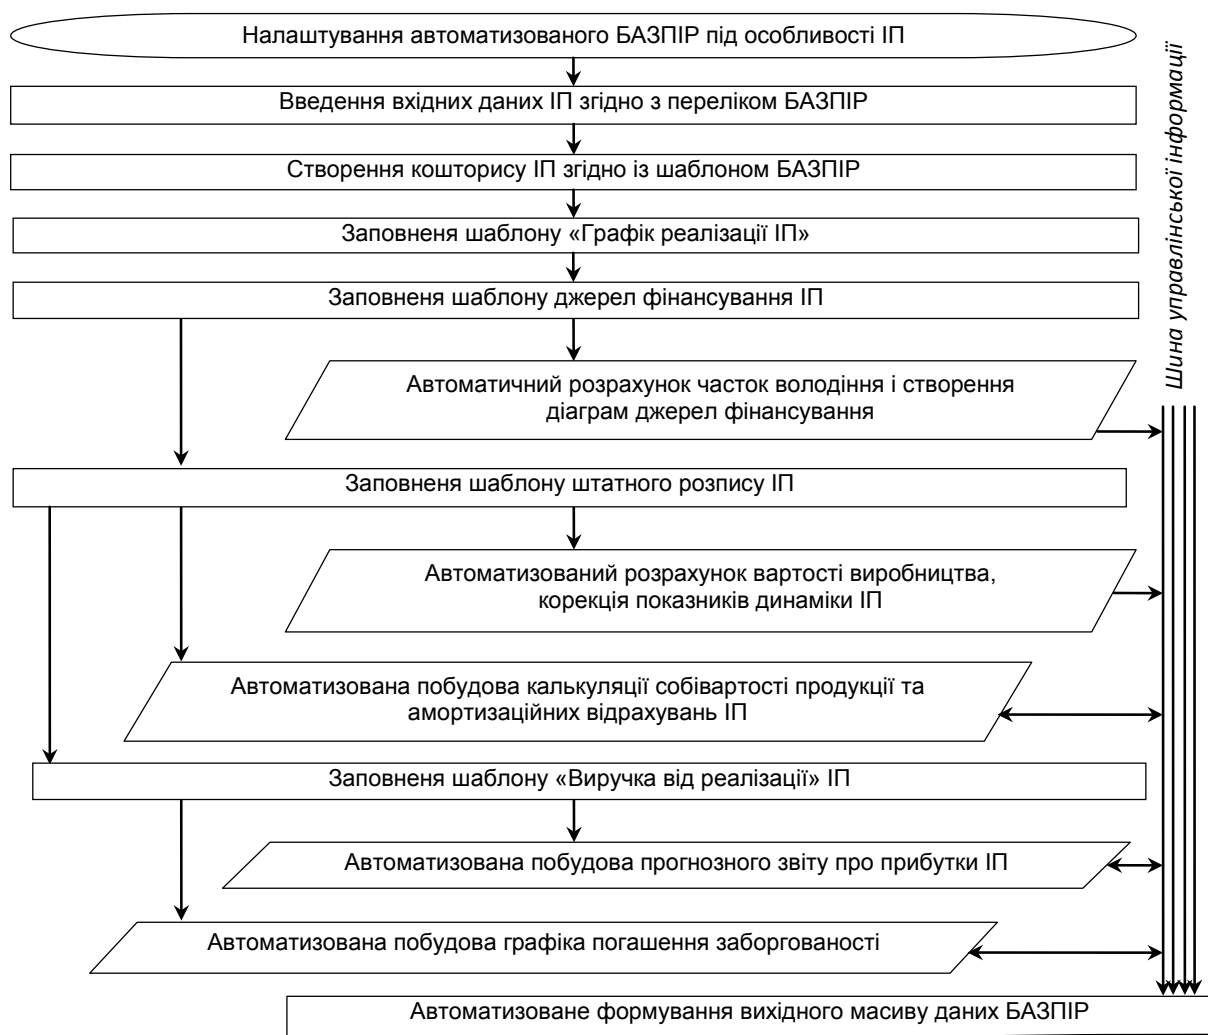 Налаштування автоматизованого БАЗПІР під особливості ІП
Введення вхідних даних ІП згідно з переліком БАЗПІР
Створення кошторису ІП згідно із шаблоном БАЗПІР
Заповненя шаблону «Графік реалізації ІП»
Заповненя шаблону джерел фінансування ІП
Шина управлінської інформації
Автоматичний розрахунок часток володіння і створення
діаграм джерел фінансування
Заповненя шаблону штатного розпису ІП
Автоматизований розрахунок вартості виробництва,
корекція показників динаміки ІП
Автоматизована побудова калькуляції собівартості продукції та
амортизаційних відрахувань ІП
Заповненя шаблону «Виручка від реалізації» ІП
Автоматизована побудова прогнозного звіту про прибутки ІП
Автоматизована побудова графіка погашення заборгованості
Автоматизоване формування вихідного масиву даних БАЗПІР